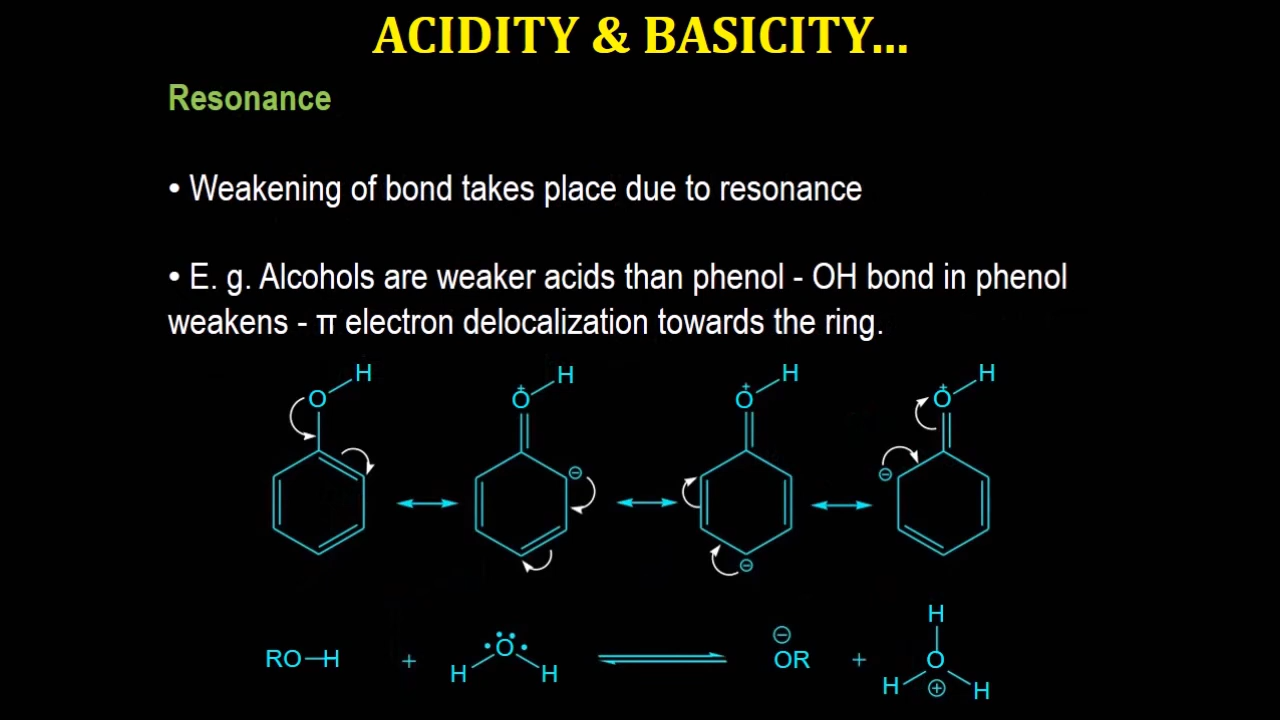 ACIDITY & BASICITY...
Resonance
• Weakening of bond takes place due to resonance
• E. g. Alcohols are weaker acids than phenol - OH bond in phenol
weakens - π electron delocalization towards the ring.
H H H H
O +O +O +O
⊖ ⊖
⊖
H
RO—H + H Ö: H ⊖OR + H O H ⊕